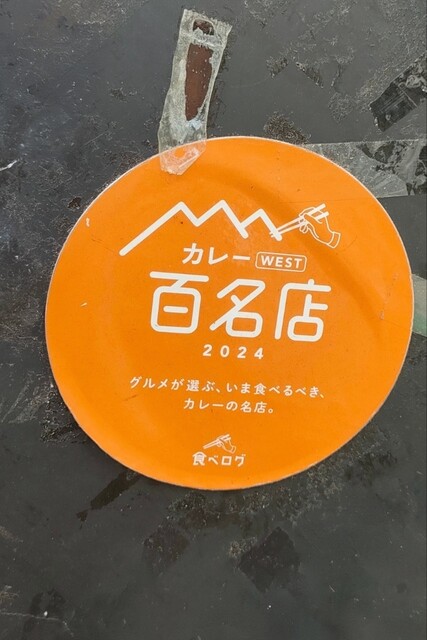 カレー WEST
百名店
2024
グルメが選ぶ、いま食べるべき、
カレーの名店。
食べログ